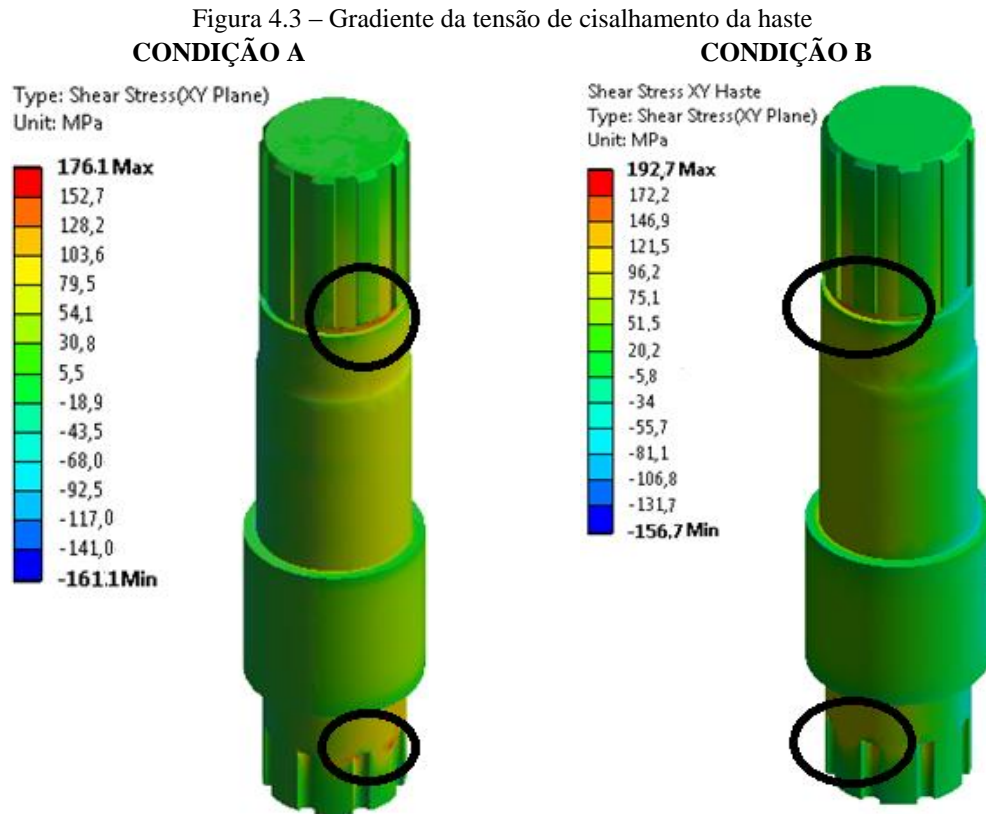 Figura 4.3 – Gradiente da tensão de cisalhamento da haste
CONDIÇÃO A
Type: Shear Stress(XY Plane)
Unit: MPa
176.1 Max
152,7
128,2
103,6
79,5
54,1
30,8
5,5
-18,9
-43,5
-68,0
-92,5
-117,0
-141,0
-161.1 Min
CONDIÇÃO B
Shear Stress XY Haste
Type: Shear Stress(XY Plane)
Unit: MPa
192,7 Max
172,2
146,9
121,5
96,2
75,1
51,5
20,2
-5,8
-34
-55,7
-81,1
-106,8
-131,7
-156,7 Min